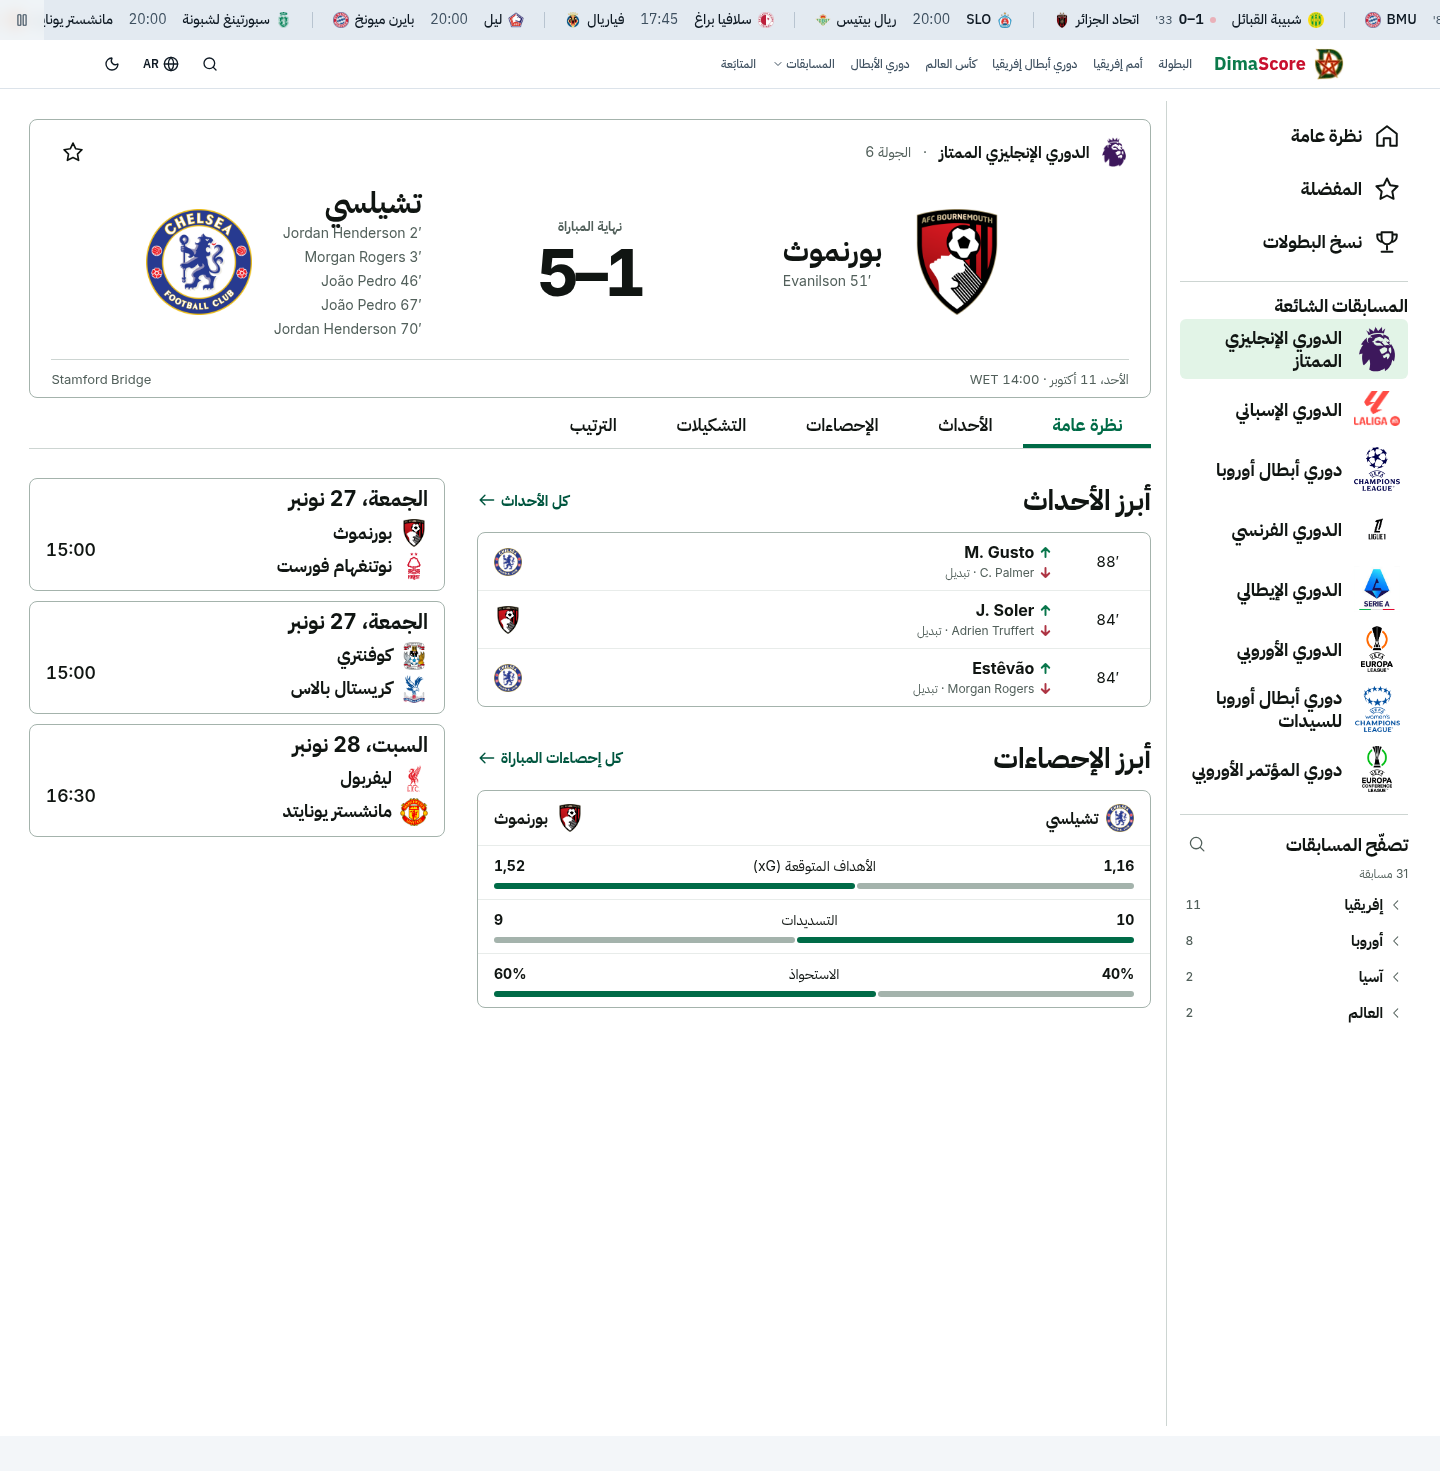 BMU
شبيبة القبائل
0–1
33'
اتحاد الجزائر
SLO
20:00
ريال بيتيس
سلافيا براغ
17:45
فياريال
ليل
20:00
بايرن ميونخ
سبورتينغ لشبونة
20:00
DimaScore
البطولة
أمم إفريقيا
دوري أبطال إفريقيا
كأس العالم
دوري الأبطال
المسابقات
المتابَعة
AR
نظرة عامة
المفضلة
نسخ البطولات
المسابقات الشائعة
الدوري الإنجليزي
الممتاز
الدوري الإسباني
دوري أبطال أوروبا
الدوري الفرنسي
الدوري الإيطالي
الدوري الأوروبي
دوري أبطال أوروبا
للسيدات
دوري المؤتمر الأوروبي
تصفّح المسابقات
31 مسابقة
إفريقيا 11
أوروبا 8
آسيا 2
العالم 2
الدوري الإنجليزي الممتاز · الجولة 6
بورنموث
Evanilson 51'
نهاية المباراة
5–1
تشيلسي
Jordan Henderson 2'
Morgan Rogers 3'
João Pedro 46'
João Pedro 67'
Jordan Henderson 70'
الأحد، 11 أكتوبر · 14:00 WET
Stamford Bridge
نظرة عامة
الأحداث
الإحصاءات
التشكيلات
الترتيب
أبرز الأحداث
كل الأحداث
88'
M. Gusto
C. Palmer · تبديل
84'
J. Soler
Adrien Truffert · تبديل
84'
Estêvão
Morgan Rogers · تبديل
أبرز الإحصاءات
كل إحصاءات المباراة
تشيلسي
بورنموث
1,16 الأهداف المتوقعة (xG) 1,52
10 التسديدات 9
40% الاستحواذ 60%
الجمعة، 27 نونبر
بورنموث
نوتنغهام فورست
15:00
الجمعة، 27 نونبر
كوفنتري
كريستال بالاس
15:00
السبت، 28 نونبر
ليفربول
مانشستر يونايتد
16:30